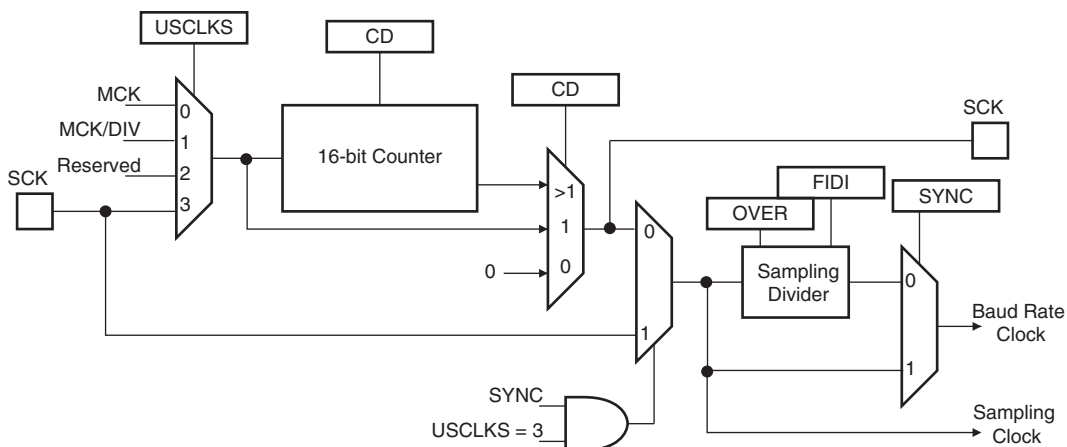 USCLKS
CD
CD
MCK
0
MCK/DIV
1
Reserved
2
SCK
3
16-bit Counter
>1
1
0
0
SCK
FIDI
OVER
SYNC
0
1
Sampling
Divider
0
1
Baud Rate
Clock
SYNC
USCLKS = 3
Sampling
Clock